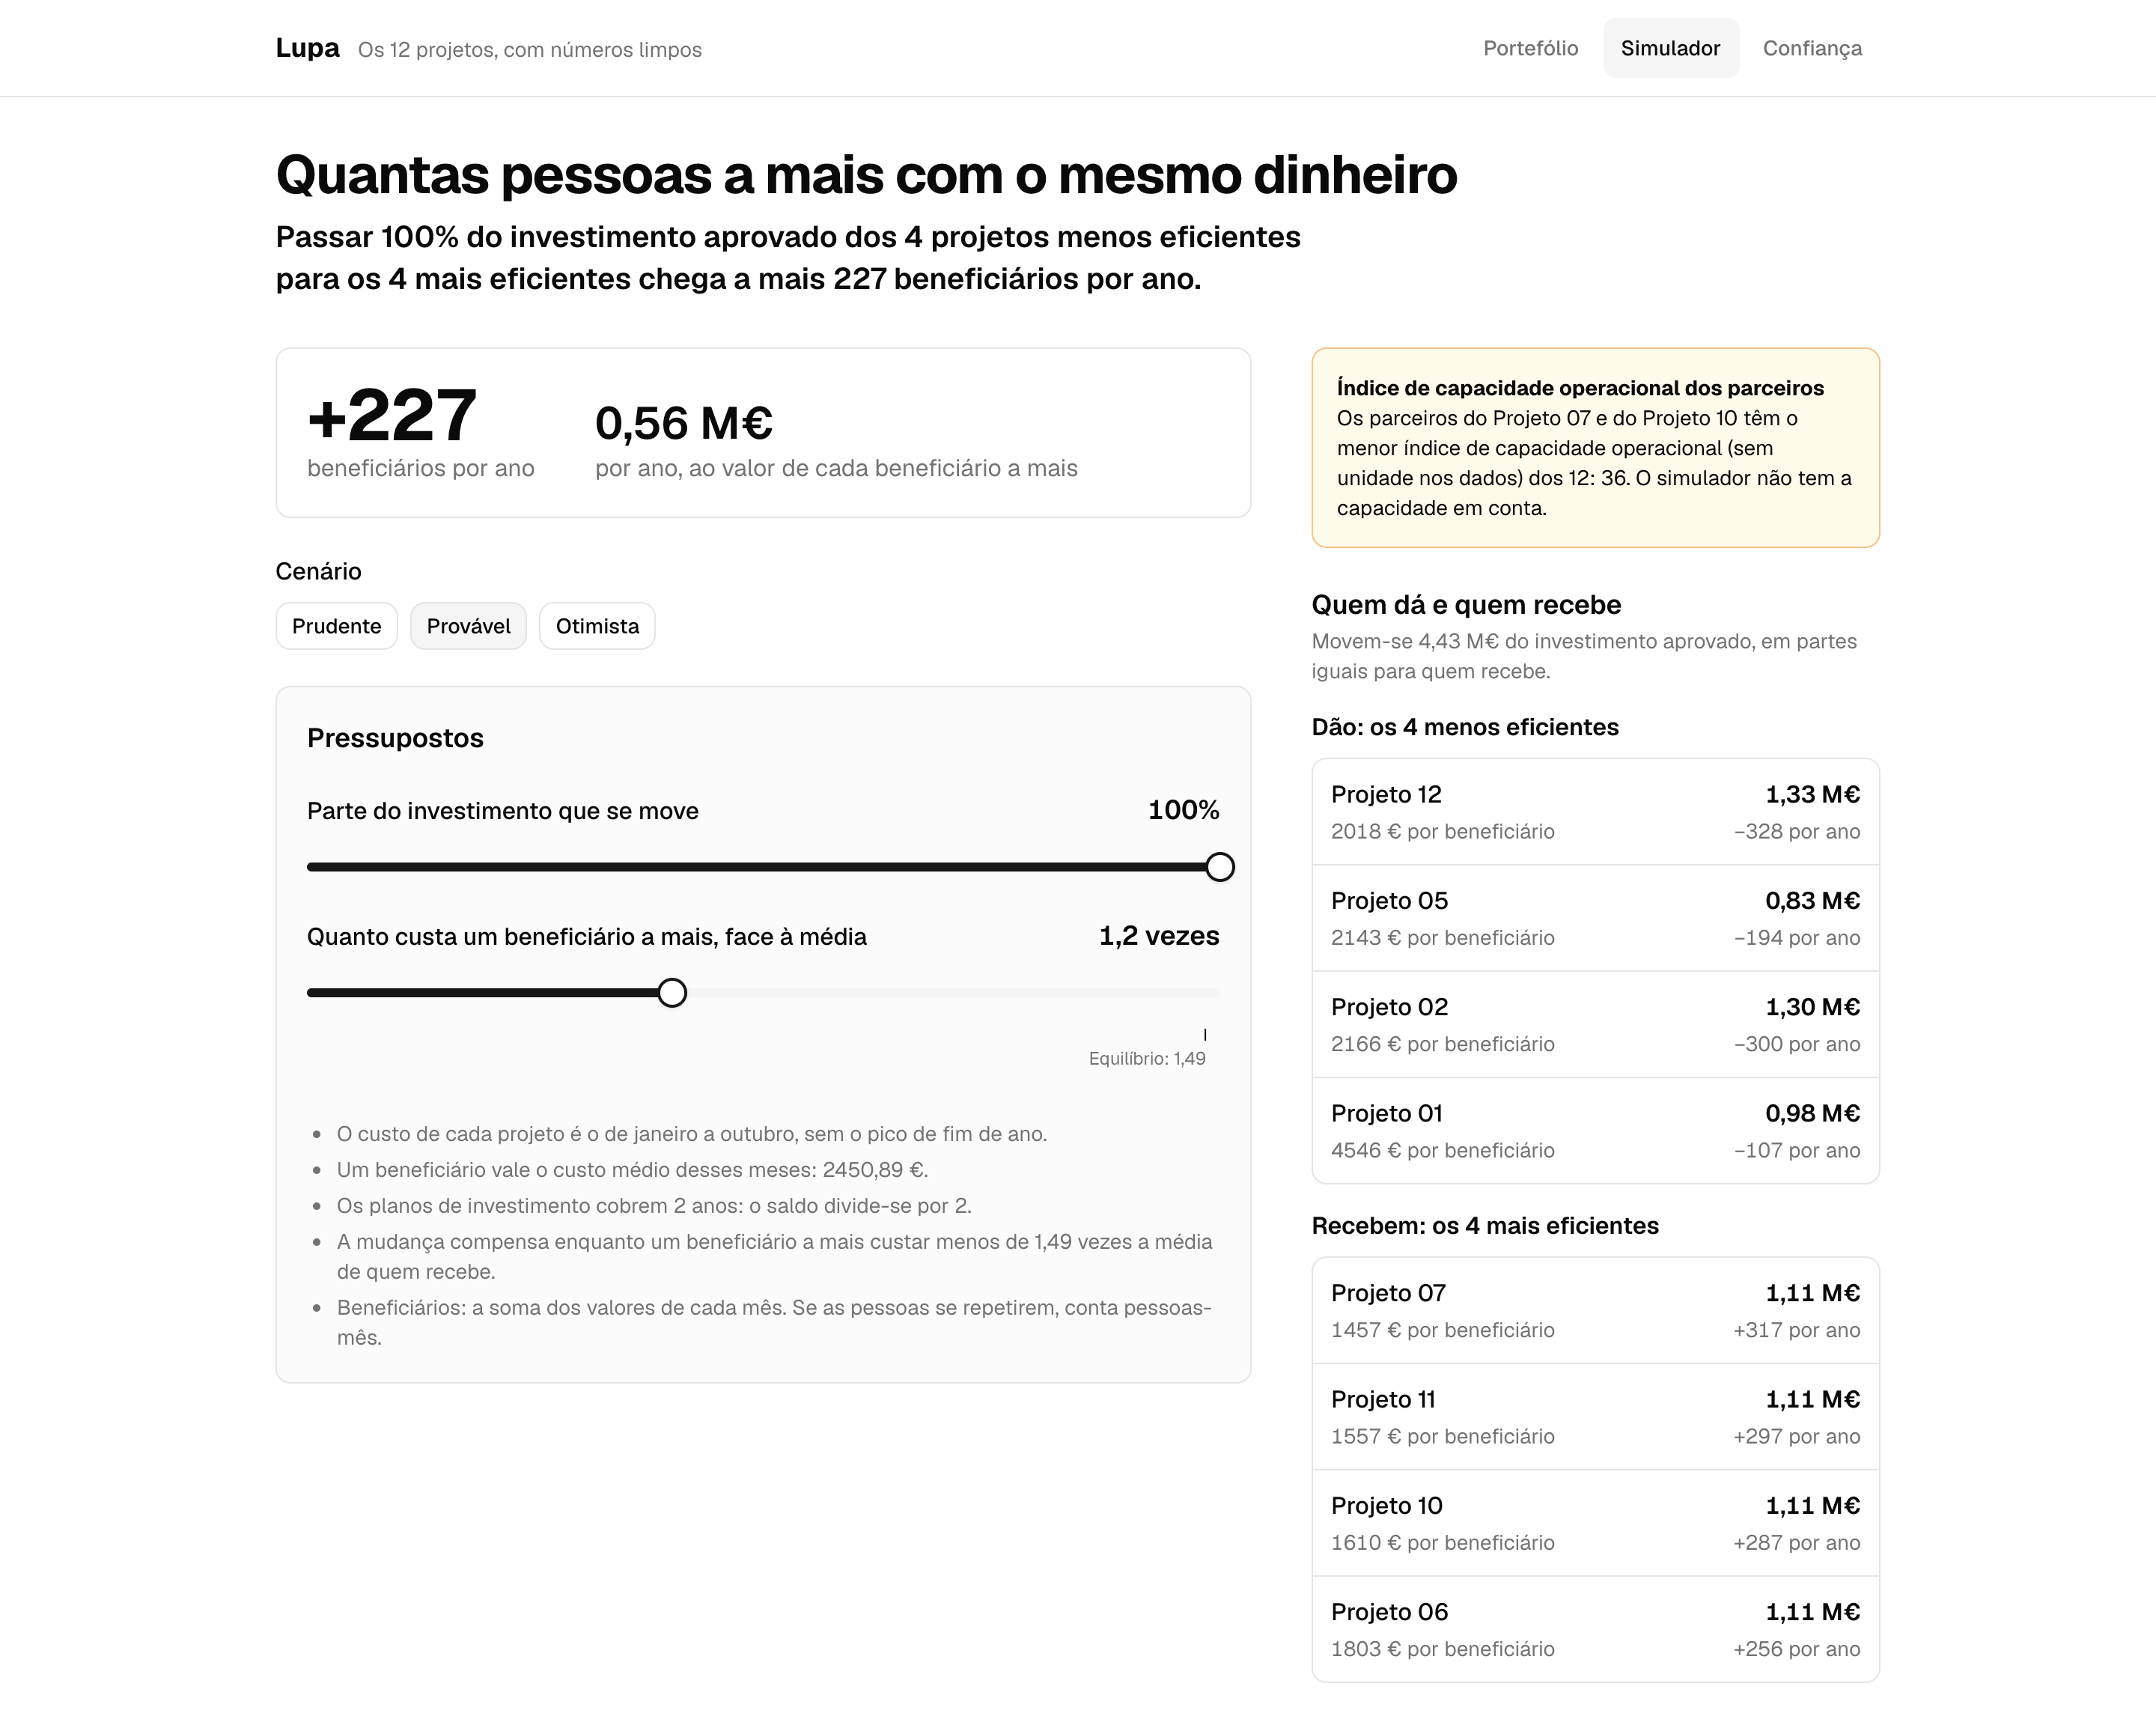 Lupa Os 12 projetos, com números limpos
Portefólio Simulador Confiança
Quantas pessoas a mais com o mesmo dinheiro
Passar 100% do investimento aprovado dos 4 projetos menos eficientes
para os 4 mais eficientes chega a mais 227 beneficiários por ano.
+227
beneficiários por ano
0,56 M€
por ano, ao valor de cada beneficiário a mais
Cenário
Prudente Provável Otimista
Pressupostos
Parte do investimento que se move 100%
Quanto custa um beneficiário a mais, face à média 1,2 vezes
Equilíbrio: 1,49
• O custo de cada projeto é o de janeiro a outubro, sem o pico de fim de ano.
• Um beneficiário vale o custo médio desses meses: 2450,89 €.
• Os planos de investimento cobrem 2 anos: o saldo divide-se por 2.
• A mudança compensa enquanto um beneficiário a mais custar menos de 1,49 vezes a média
de quem recebe.
• Beneficiários: a soma dos valores de cada mês. Se as pessoas se repetirem, conta pessoas-
mês.
Índice de capacidade operacional dos parceiros
Os parceiros do Projeto 07 e do Projeto 10 têm o
menor índice de capacidade operacional (sem
unidade nos dados) dos 12: 36. O simulador não tem a
capacidade em conta.
Quem dá e quem recebe
Movem-se 4,43 M€ do investimento aprovado, em partes
iguais para quem recebe.
Dão: os 4 menos eficientes
Projeto 12 1,33 M€
2018 € por beneficiário −328 por ano
Projeto 05 0,83 M€
2143 € por beneficiário −194 por ano
Projeto 02 1,30 M€
2166 € por beneficiário −300 por ano
Projeto 01 0,98 M€
4546 € por beneficiário −107 por ano
Recebem: os 4 mais eficientes
Projeto 07 1,11 M€
1457 € por beneficiário +317 por ano
Projeto 11 1,11 M€
1557 € por beneficiário +297 por ano
Projeto 10 1,11 M€
1610 € por beneficiário +287 por ano
Projeto 06 1,11 M€
1803 € por beneficiário +256 por ano